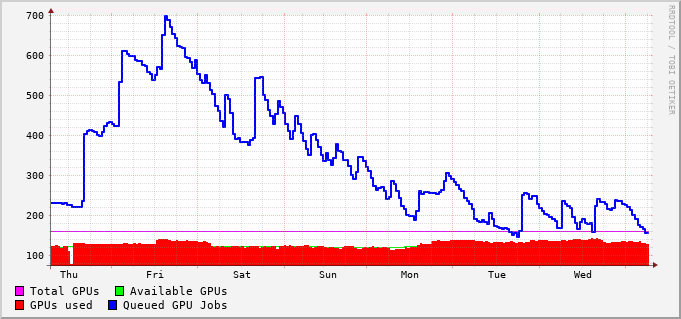 700
600
500
400
300
200
100
Thu Fri Sat Sun Mon Tue Wed
Total GPUs Available GPUs
GPUs used Queued GPU Jobs
RRDTOOL / TOBI OETIKER